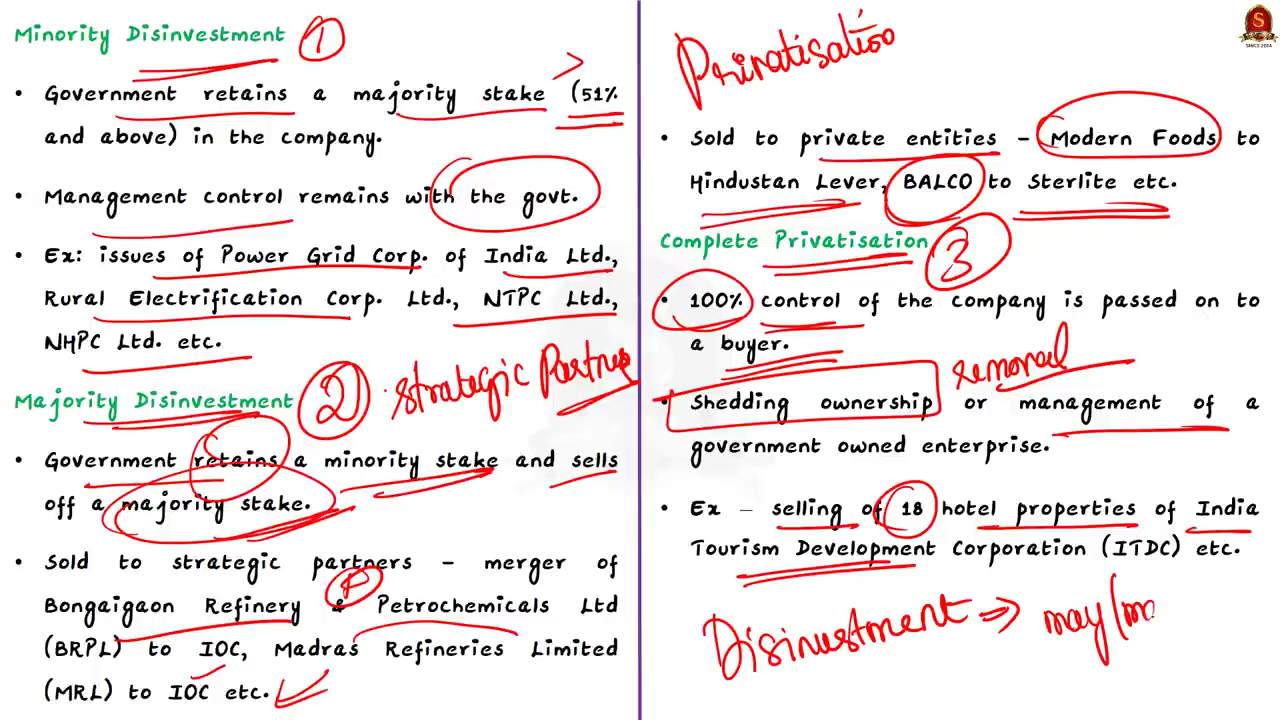 Minority Disinvestment 1
• Government retains a majority stake (51%
and above) in the company.
• Management control remains with the govt.
• Ex: issues of Power Grid Corp. of India Ltd.,
Rural Electrification Corp. Ltd., NTPC Ltd.,
NHPC Ltd. etc.
Majority Disinvestment 2 strategic Partner
• Government retains a minority stake and sells
off a majority stake.
• Sold to strategic partners – merger of
Bongaigaon Refinery & Petrochemicals Ltd
(BRPL) to IOC, Madras Refineries Limited
(MRL) to IOC etc.
S
SINCE 2004
Privatisation
• Sold to private entities – Modern Foods to
Hindustan Lever, BALCO to Sterlite etc.
Complete Privatisation 3
• 100% control of the company is passed on to
a buyer.
removal
• Shedding ownership or management of a
government owned enterprise.
• Ex – selling of 18 hotel properties of India
Tourism Development Corporation (ITDC) etc.
Disinvestment ⇒ may/m